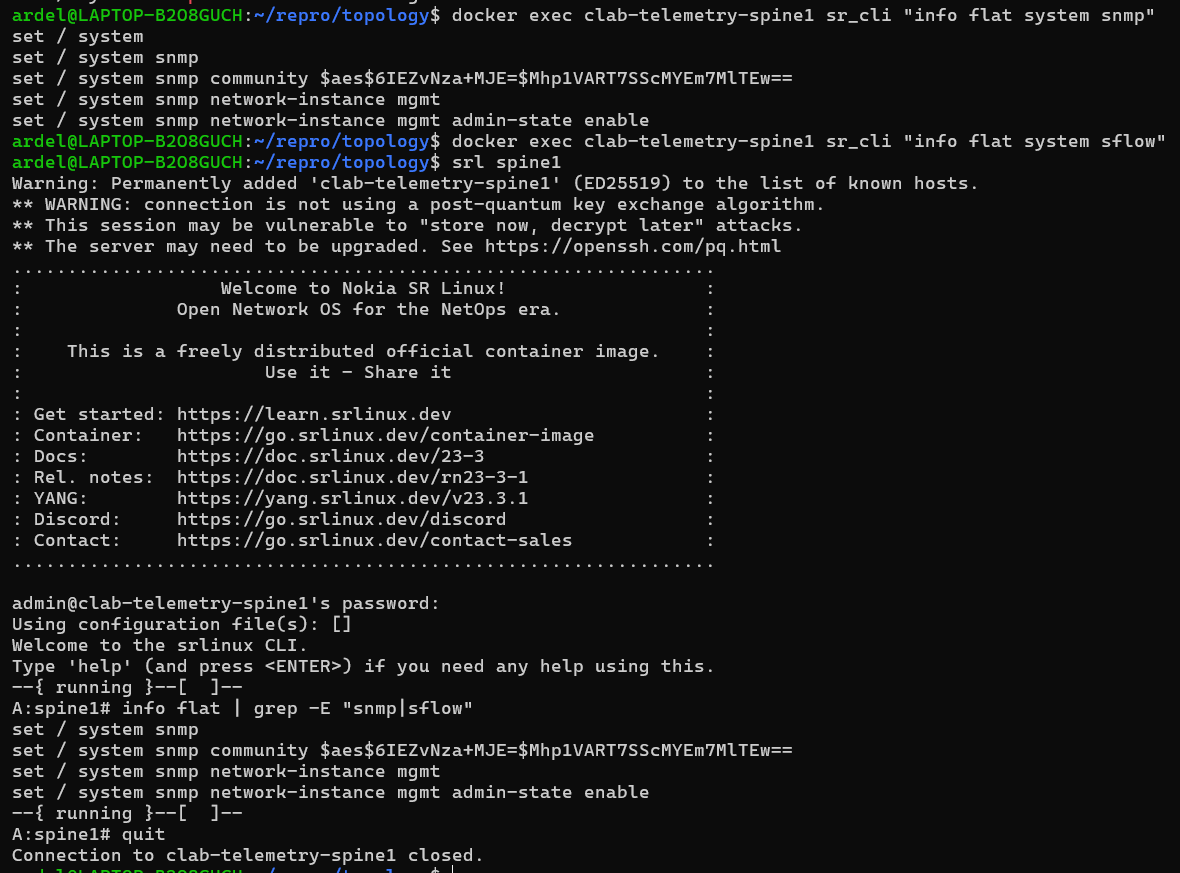 ardel@LAPTOP-B2O8GUCH:~/repro/topology$ docker exec clab-telemetry-spine1 sr_cli "info flat system snmp"
set / system
set / system snmp
set / system snmp community $aes$6IEZvNza+MJE=$Mhp1VART7SScMYEm7MlTEw==
set / system snmp network-instance mgmt
set / system snmp network-instance mgmt admin-state enable
ardel@LAPTOP-B2O8GUCH:~/repro/topology$ docker exec clab-telemetry-spine1 sr_cli "info flat system sflow"
ardel@LAPTOP-B2O8GUCH:~/repro/topology$ srl spine1
Warning: Permanently added 'clab-telemetry-spine1' (ED25519) to the list of known hosts.
** WARNING: connection is not using a post-quantum key exchange algorithm.
** This session may be vulnerable to "store now, decrypt later" attacks.
** The server may need to be upgraded. See https://openssh.com/pq.html
................................................................
:                  Welcome to Nokia SR Linux!                  :
:              Open Network OS for the NetOps era.             :
:                                                              :
:    This is a freely distributed official container image.    :
:                      Use it - Share it                       :
:                                                              :
: Get started: https://learn.srlinux.dev                       :
: Container:   https://go.srlinux.dev/container-image          :
: Docs:        https://doc.srlinux.dev/23-3                    :
: Rel. notes:  https://doc.srlinux.dev/rn23-3-1                :
: YANG:        https://yang.srlinux.dev/v23.3.1                :
: Discord:     https://go.srlinux.dev/discord                  :
: Contact:     https://go.srlinux.dev/contact-sales            :
................................................................
admin@clab-telemetry-spine1's password:
Using configuration file(s): []
Welcome to the srlinux CLI.
Type 'help' (and press <ENTER>) if you need any help using this.
--{ running }--[  ]--
A:spine1# info flat | grep -E "snmp|sflow"
set / system snmp
set / system snmp community $aes$6IEZvNza+MJE=$Mhp1VART7SScMYEm7MlTEw==
set / system snmp network-instance mgmt
set / system snmp network-instance mgmt admin-state enable
--{ running }--[  ]--
A:spine1# quit
Connection to clab-telemetry-spine1 closed.